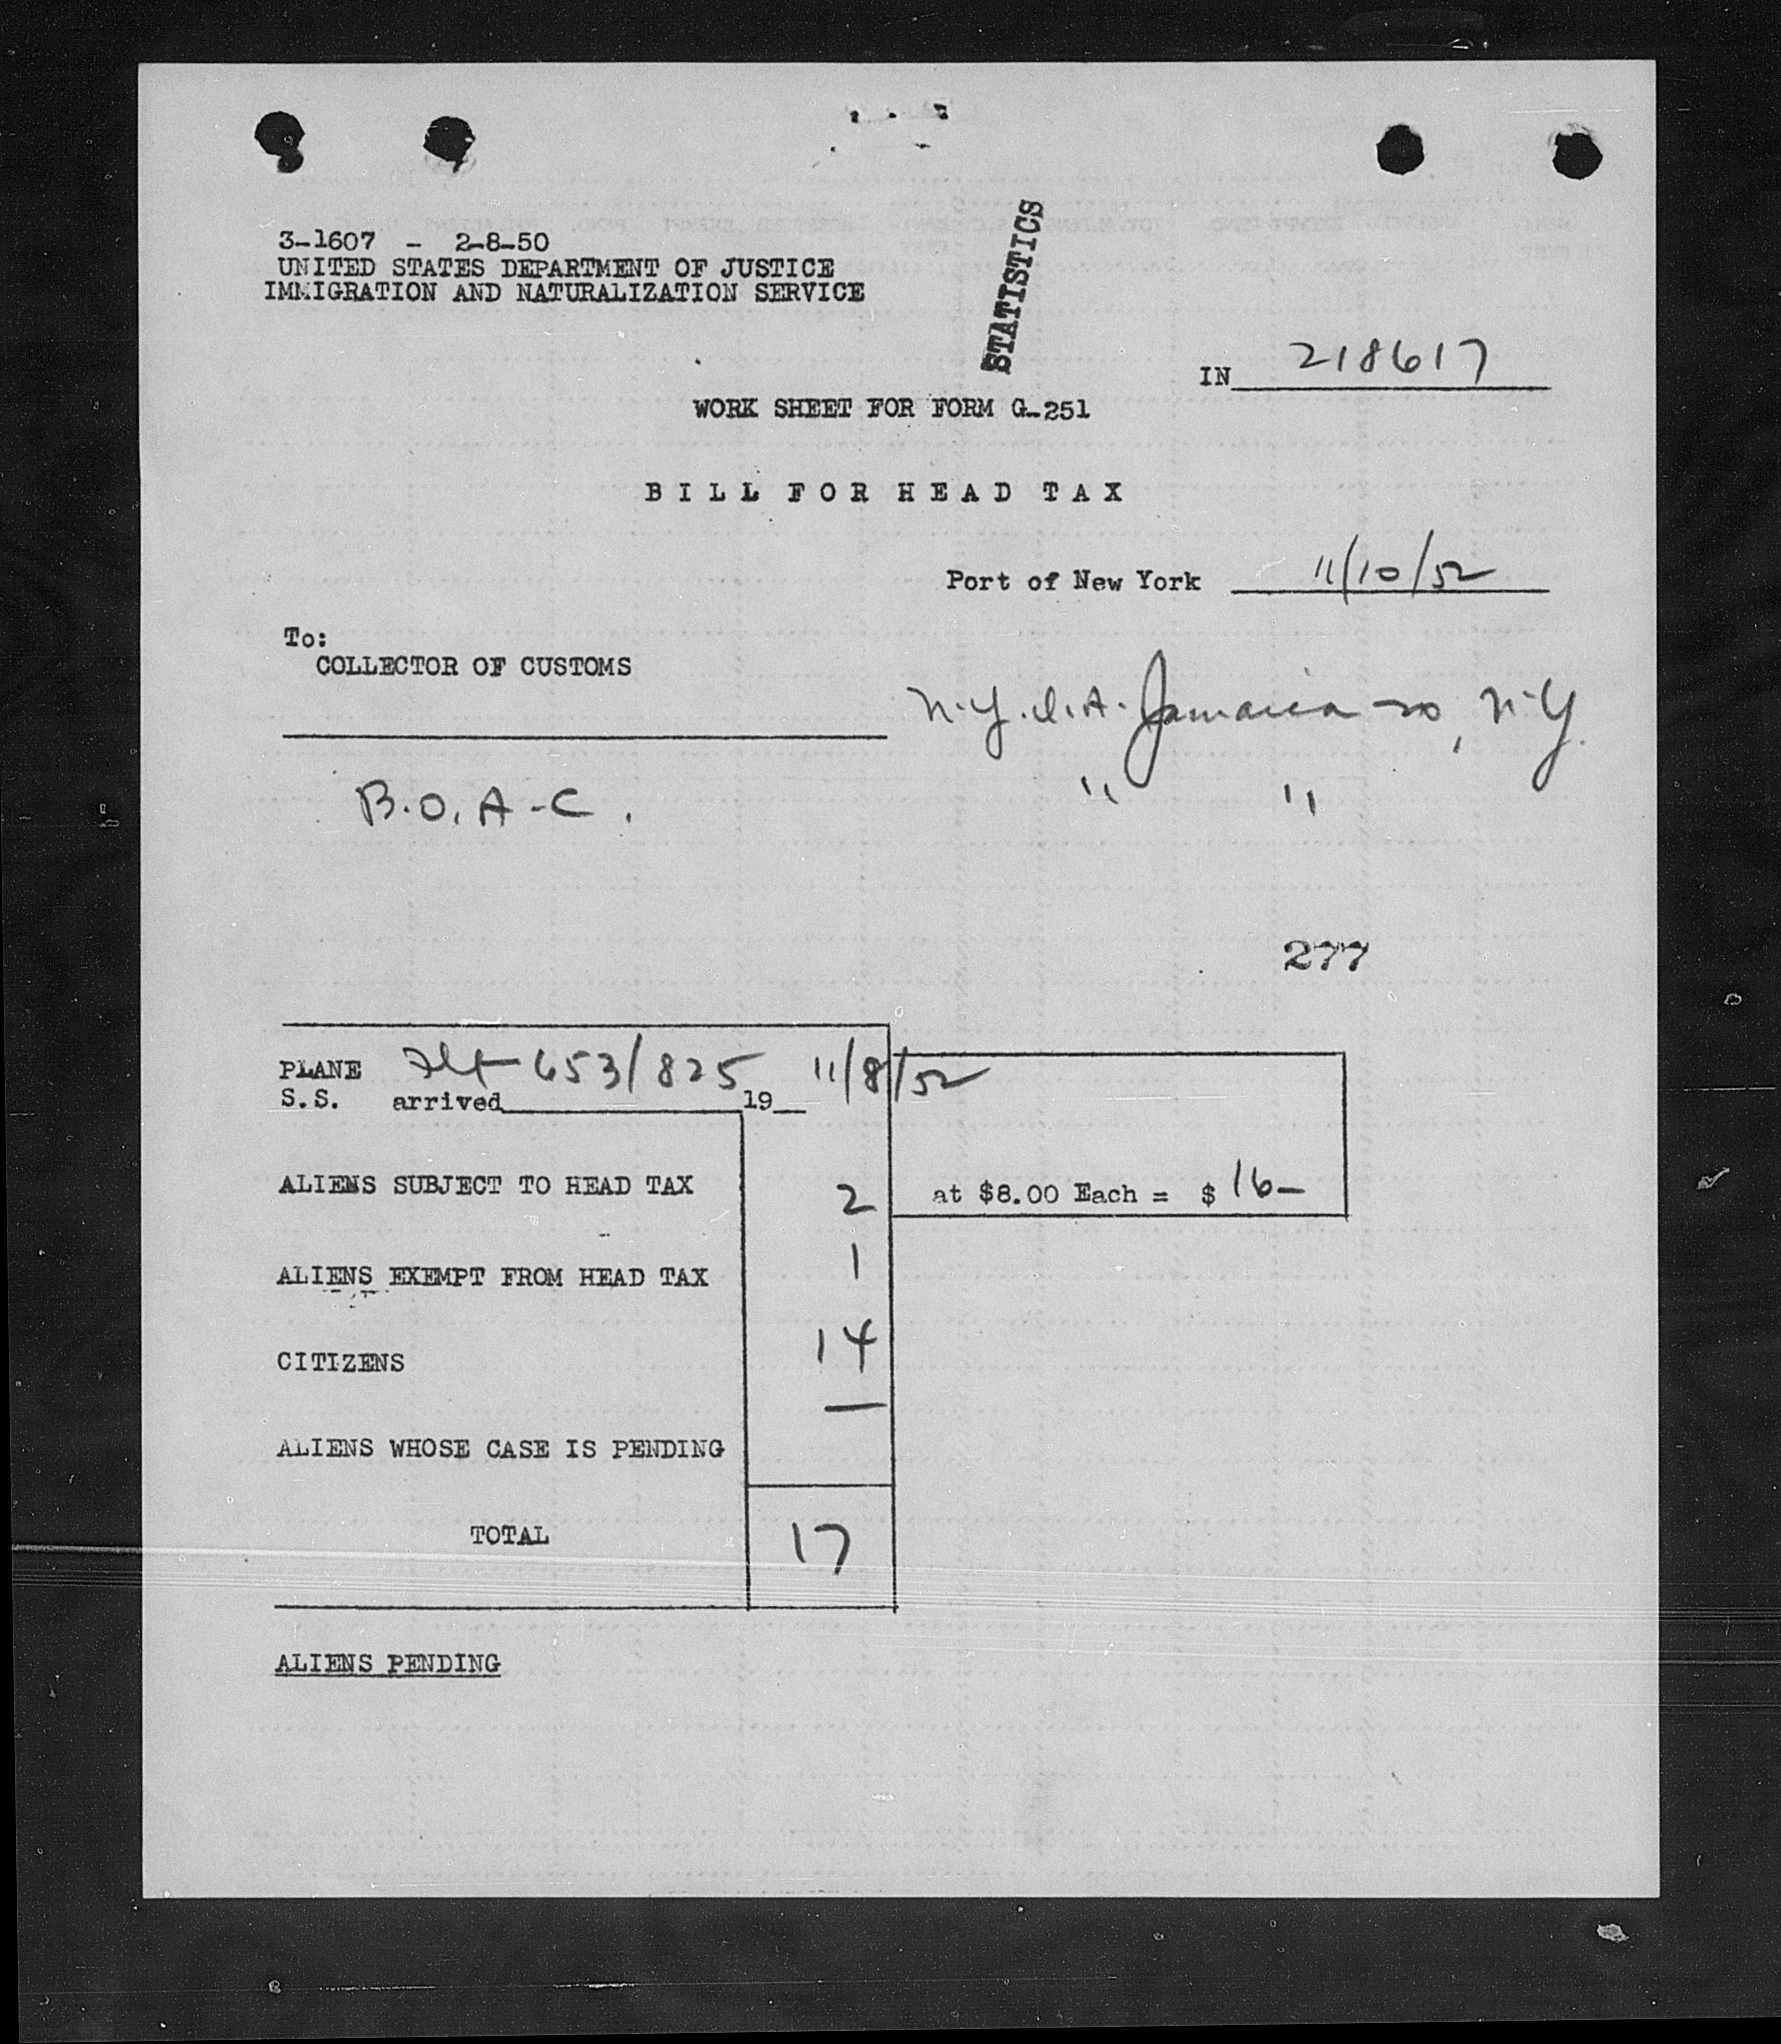 3-1607 - 2-8-50
UNITED STATES DEPARTMENT OF JUSTICE
IMMIGRATION AND NATURALIZATION SERVICE
STATISTICS
IN 218617
WORK SHEET FOR FORM G-251
BILL FOR HEAD TAX
Port of New York 11/10/52
To:
COLLECTOR OF CUSTOMS
N.Y.I.A. Jamaica 20, N.Y.
B.O.A.C. " "
277
PLANE Flt 653/825 11/8/52
S.S. arrived 19
ALIENS SUBJECT TO HEAD TAX 2 at $8.00 Each = $ 16-
ALIENS EXEMPT FROM HEAD TAX 1
CITIZENS 14
ALIENS WHOSE CASE IS PENDING —
TOTAL 17
ALIENS PENDING